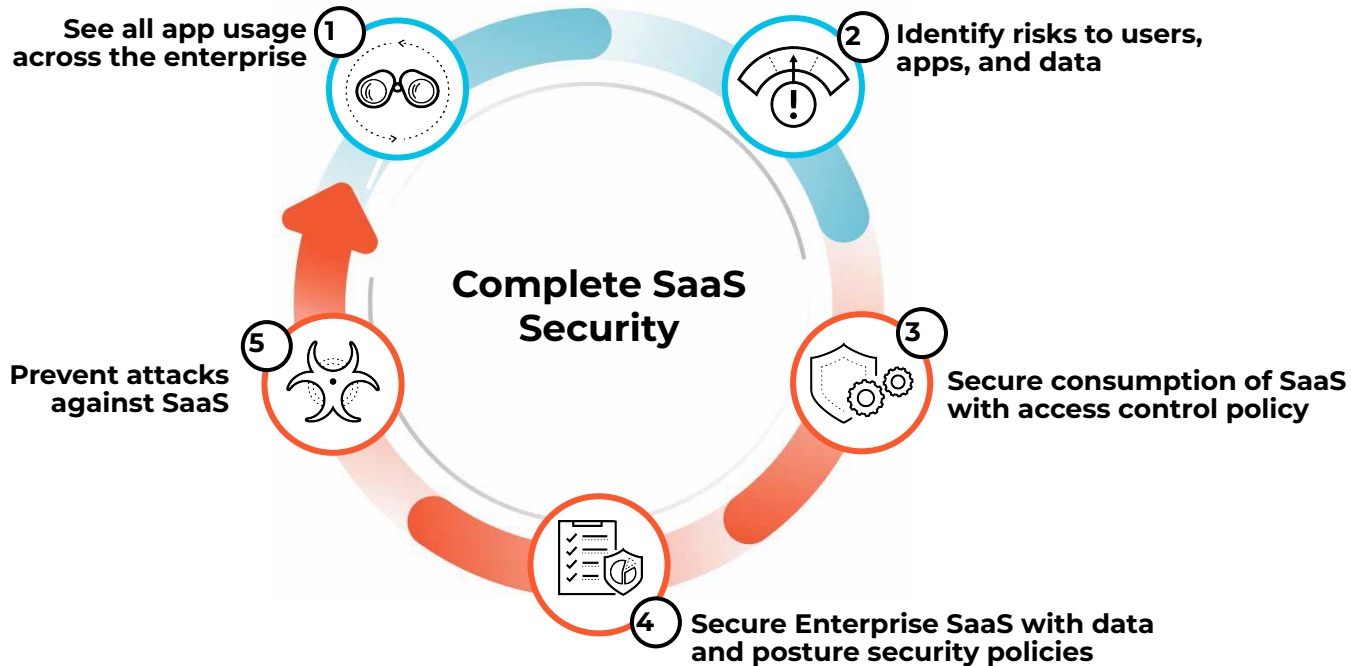 1
See all app usage
across the enterprise
2
Identify risks to users,
apps, and data
Complete SaaS
Security
3
Secure consumption of SaaS
with access control policy
4
Secure Enterprise SaaS with data
and posture security policies
5
Prevent attacks
against SaaS